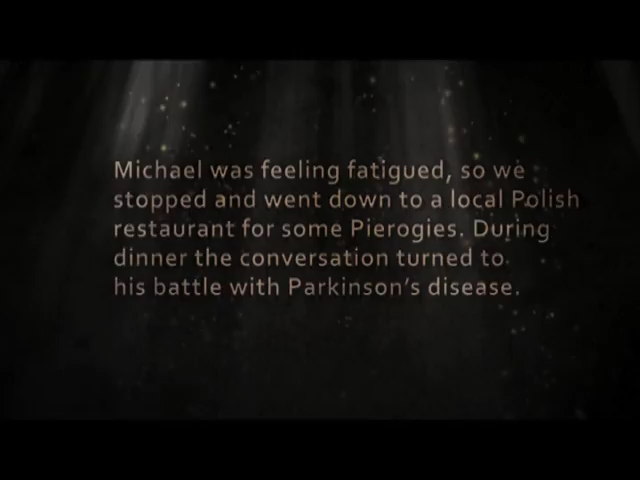 Michael was feeling fatigued, so we
stopped and went down to a local Polish
restaurant for some Pierogies. During
dinner the conversation turned to
his battle with Parkinson's disease.